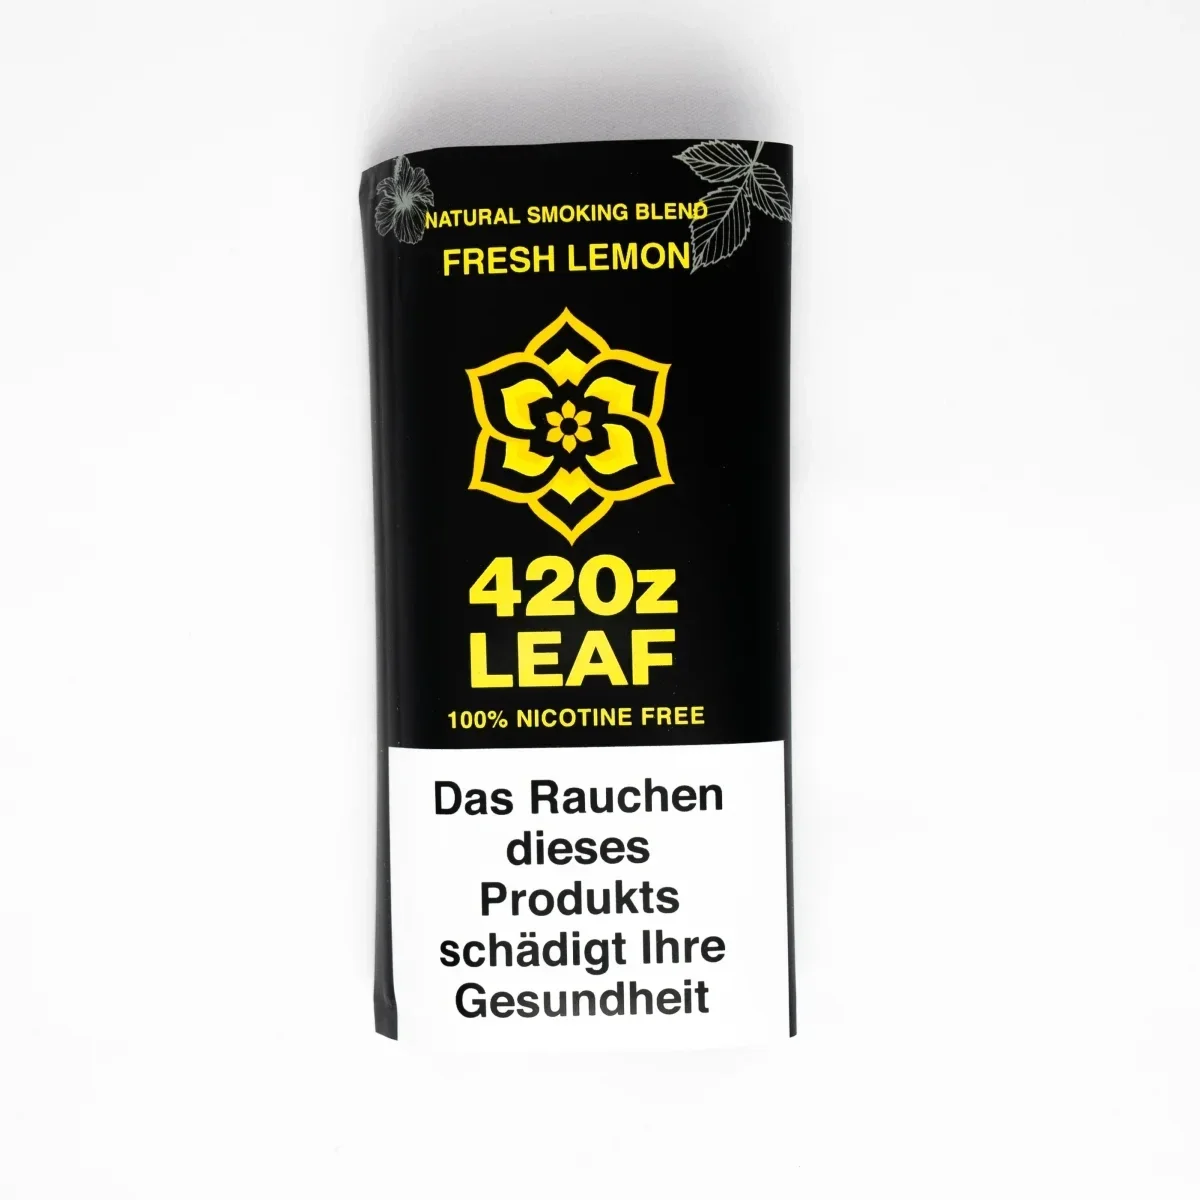 NATURAL SMOKING BLEND
FRESH LEMON
420z
LEAF
100% NICOTINE FREE
Das Rauchen
dieses
Produkts
schädigt Ihre
Gesundheit